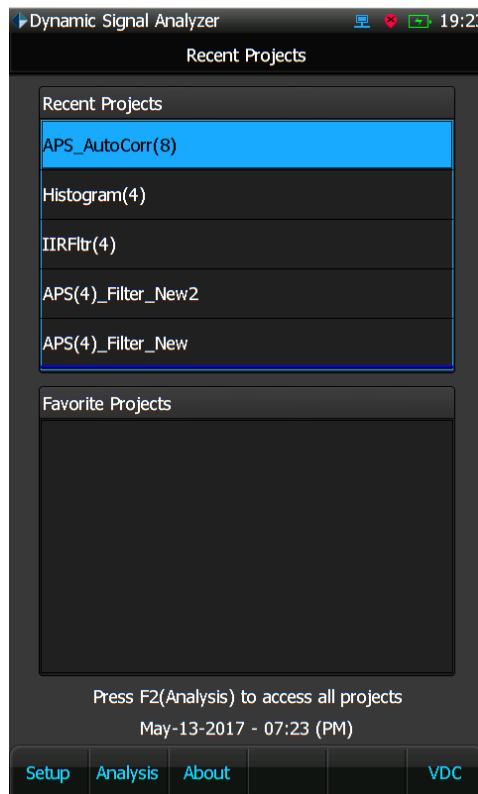 Dynamic Signal Analyzer 19:23
Recent Projects
Recent Projects
APS_AutoCorr(8)
Histogram(4)
IIRFltr(4)
APS(4)_Filter_New2
APS(4)_Filter_New
Favorite Projects
Press F2(Analysis) to access all projects
May-13-2017 - 07:23 (PM)
Setup Analysis About VDC